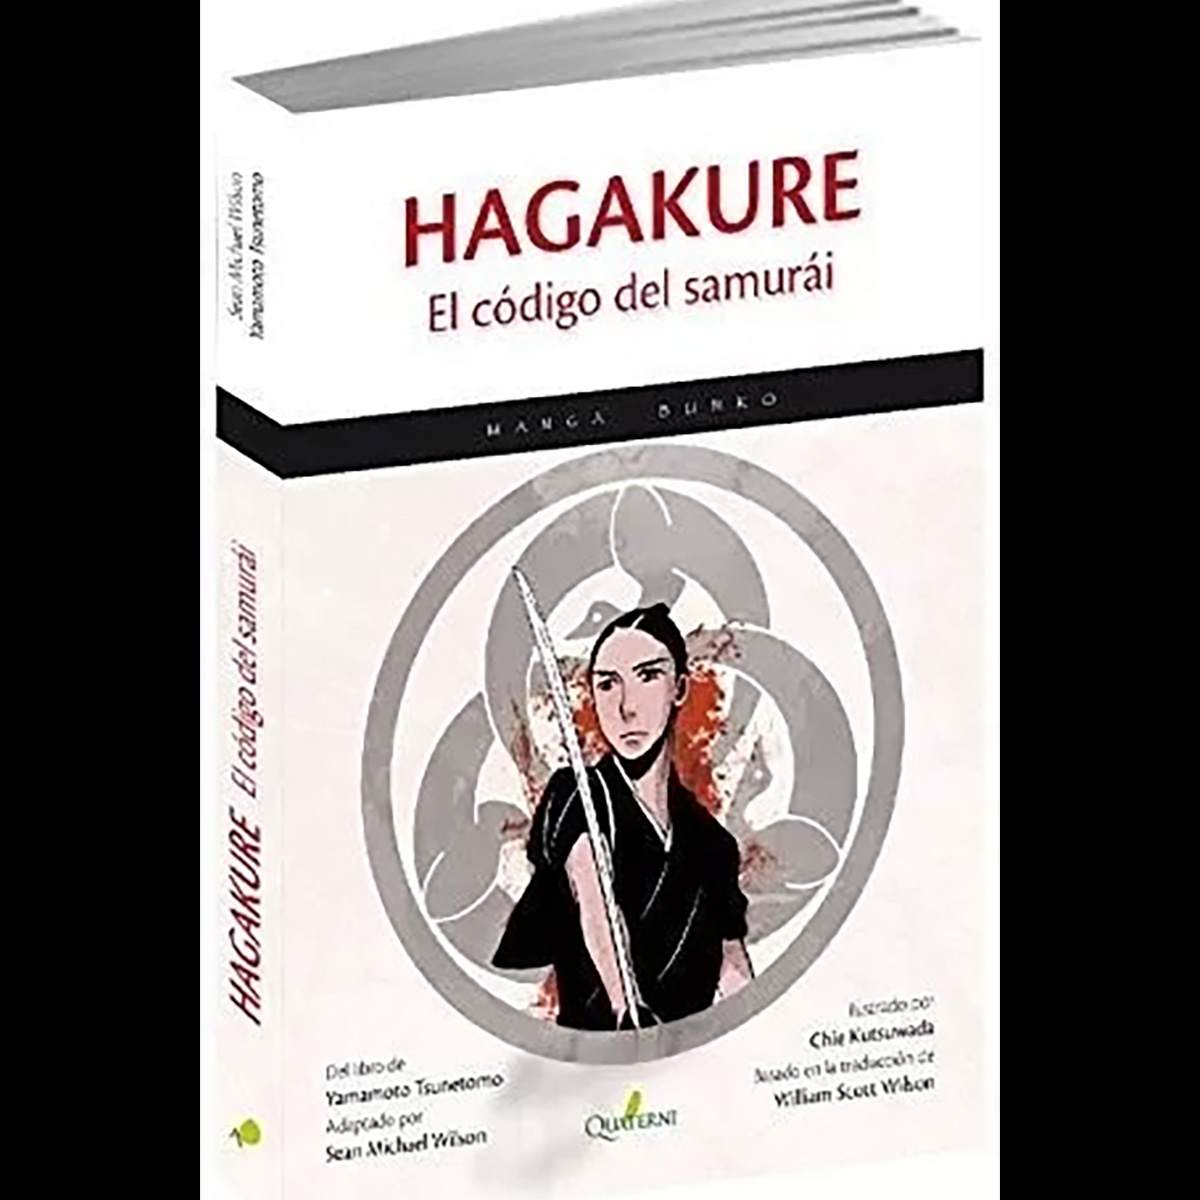 HAGAKURE
El código del samurái
MANGA BUNKO
Del libro de
Yamamoto Tsunetomo
Adaptado por
Sean Michael Wilson
Ilustrado por
Chie Kutsuwada
Basado en la traducción de
William Scott Wilson
QUATERNI
Sean Michael Wilson
Yamamoto Tsunetomo
HAGAKURE El código del samurái